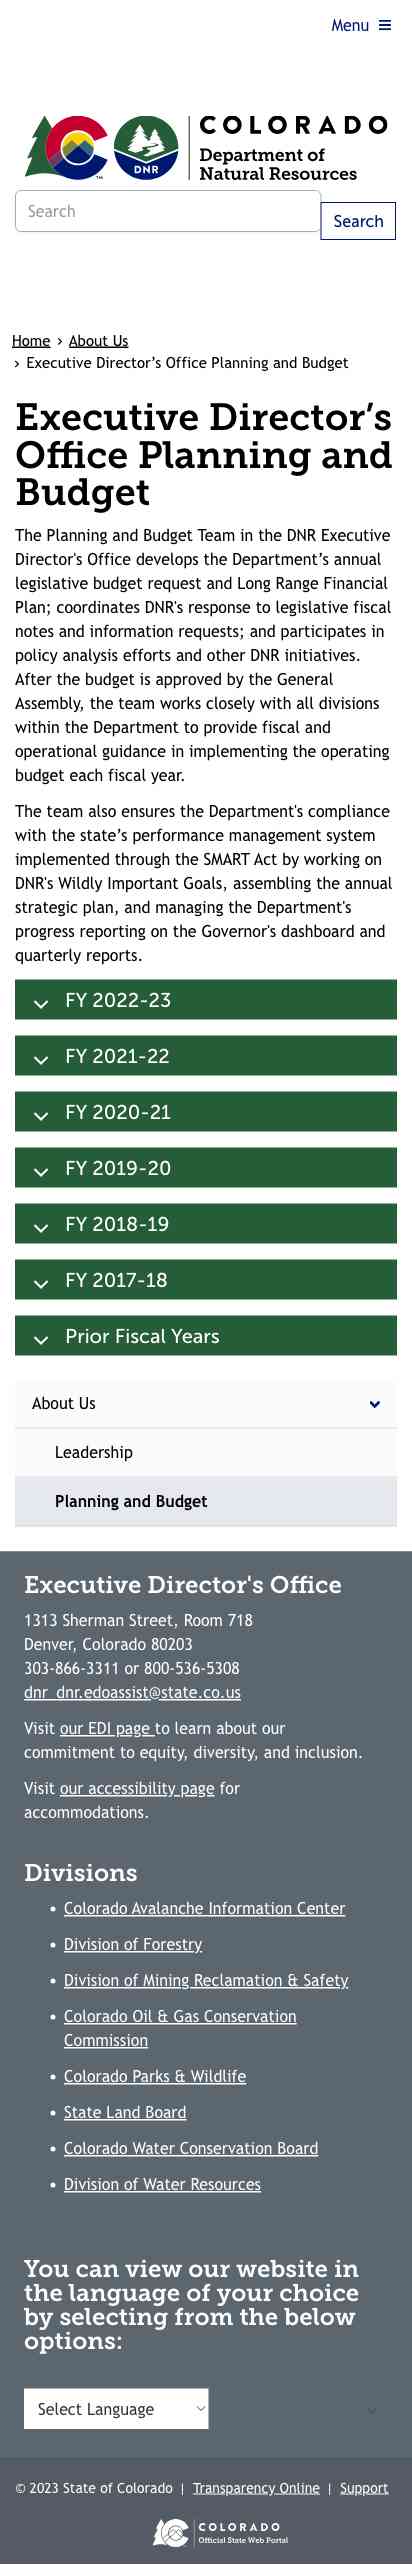 Menu
COLORADO
Department of
Natural Resources
CO
TM
DNR
Search
Search
Home › About Us
› Executive Director’s Office Planning and Budget
Executive Director’s
Office Planning and
Budget
The Planning and Budget Team in the DNR Executive
Director's Office develops the Department’s annual
legislative budget request and Long Range Financial
Plan; coordinates DNR's response to legislative fiscal
notes and information requests; and participates in
policy analysis efforts and other DNR initiatives.
After the budget is approved by the General
Assembly, the team works closely with all divisions
within the Department to provide fiscal and
operational guidance in implementing the operating
budget each fiscal year.
The team also ensures the Department's compliance
with the state’s performance management system
implemented through the SMART Act by working on
DNR's Wildly Important Goals, assembling the annual
strategic plan, and managing the Department's
progress reporting on the Governor's dashboard and
quarterly reports.
FY 2022-23
FY 2021-22
FY 2020-21
FY 2019-20
FY 2018-19
FY 2017-18
Prior Fiscal Years
About Us
Leadership
Planning and Budget
Executive Director's Office
1313 Sherman Street, Room 718
Denver, Colorado 80203
303-866-3311 or 800-536-5308
dnr_dnr.edoassist@state.co.us
Visit our EDI page to learn about our
commitment to equity, diversity, and inclusion.
Visit our accessibility page for
accommodations.
Divisions
• Colorado Avalanche Information Center
• Division of Forestry
• Division of Mining Reclamation & Safety
• Colorado Oil & Gas Conservation
Commission
• Colorado Parks & Wildlife
• State Land Board
• Colorado Water Conservation Board
• Division of Water Resources
You can view our website in
the language of your choice
by selecting from the below
options:
Select Language
© 2023 State of Colorado | Transparency Online | Support
COLORADO
Official State Web Portal